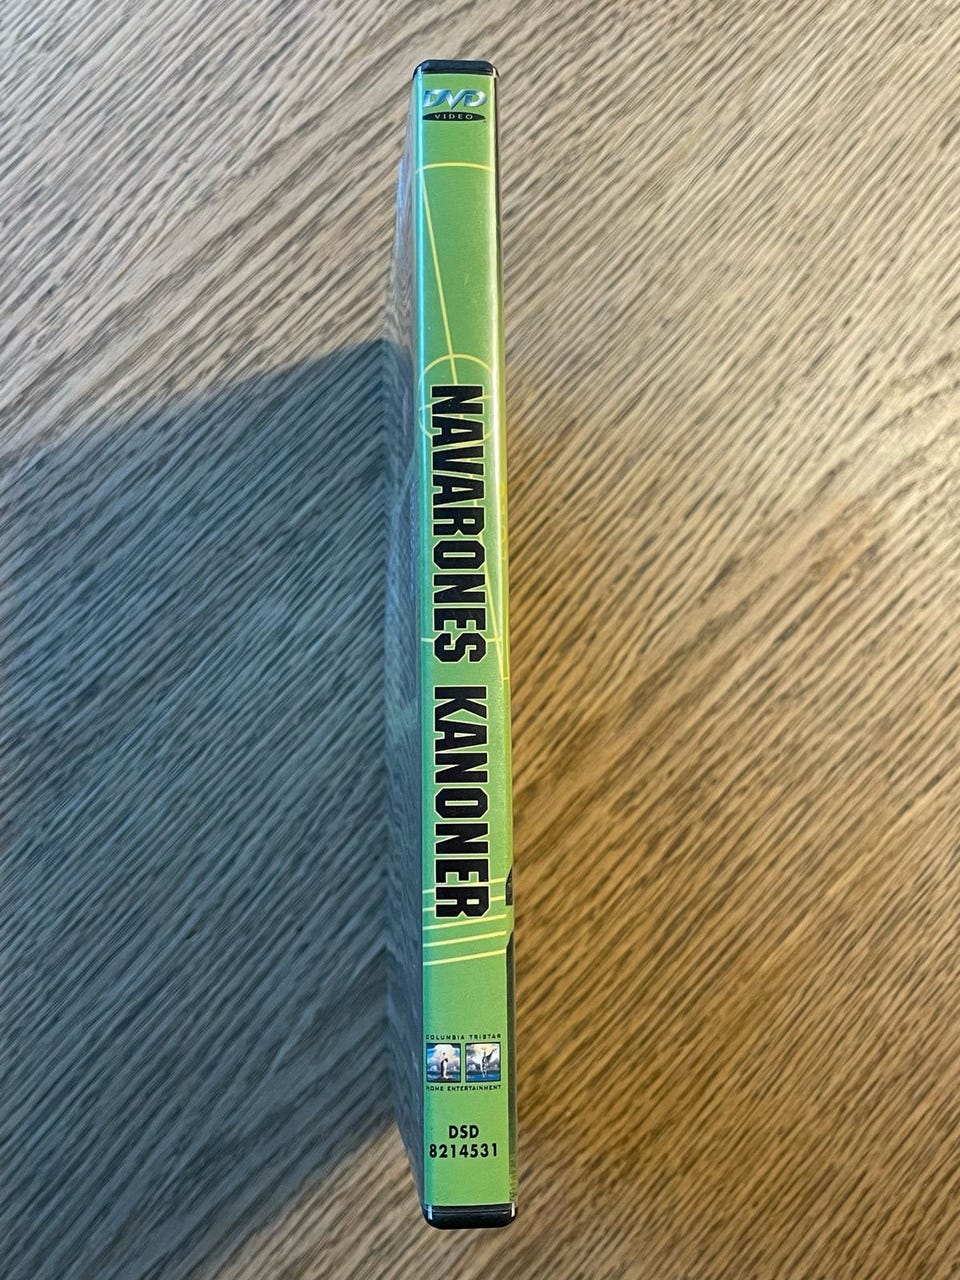 DVD
VIDEO
NAVARONES KANONER
COLUMBIA TRISTAR
HOME ENTERTAINMENT
DSD
8214531